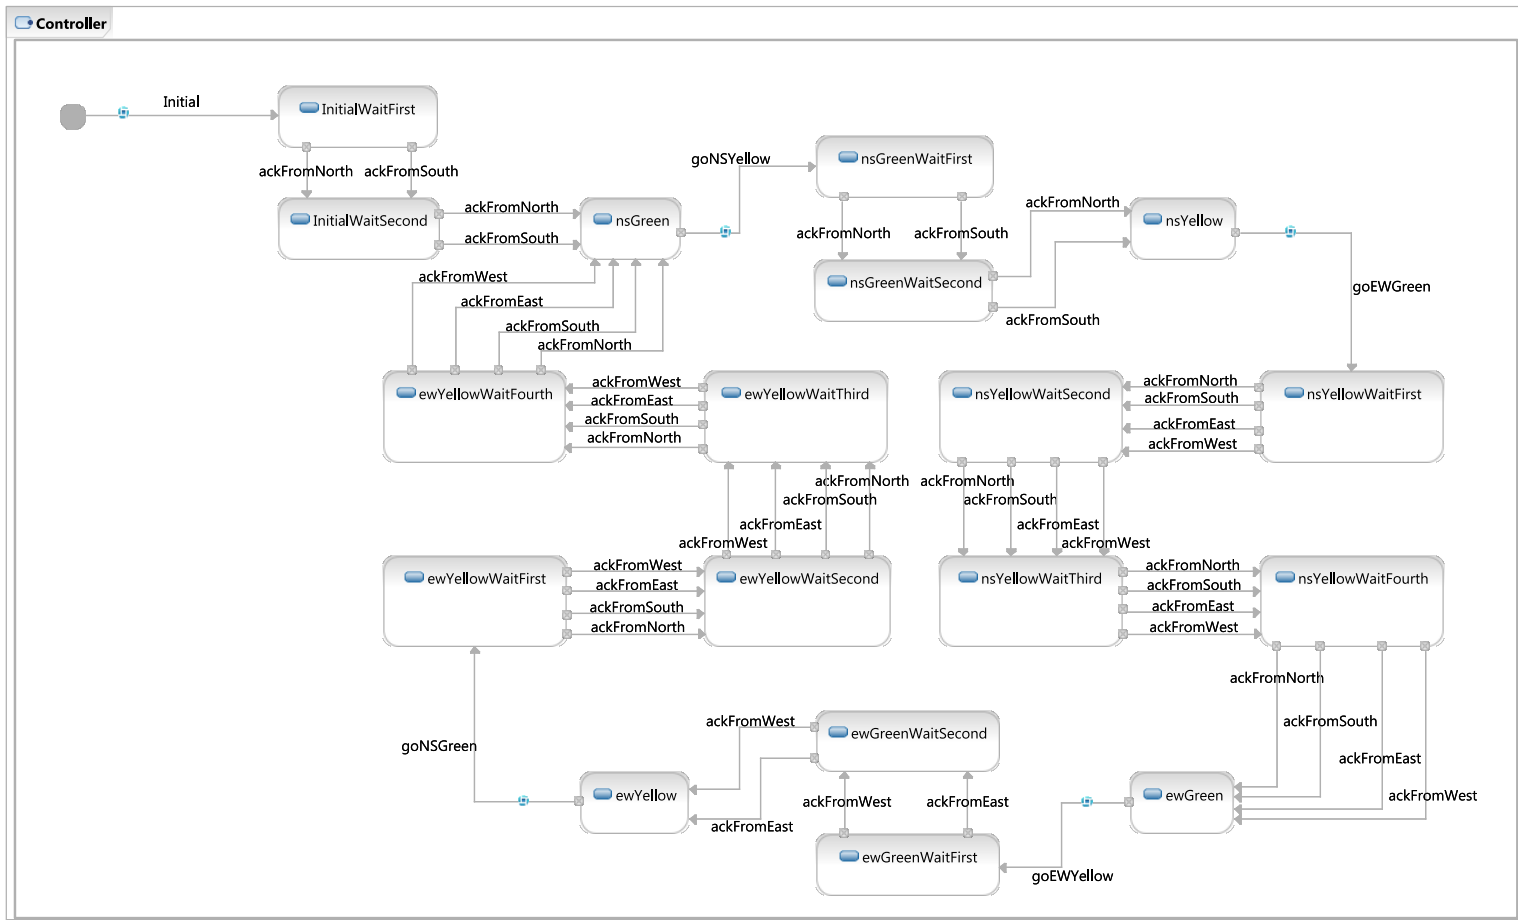 Controller
Initial
InitialWaitFirst
ackFromNorth ackFromSouth
InitialWaitSecond
ackFromNorth
ackFromSouth
nsGreen
goNSYellow
nsGreenWaitFirst
ackFromNorth ackFromSouth
nsGreenWaitSecond
ackFromNorth
ackFromSouth
nsYellow
goEWGreen
ackFromWest
ackFromEast
ackFromSouth
ackFromNorth
ewYellowWaitFourth
ackFromWest
ackFromEast
ackFromSouth
ackFromNorth
ewYellowWaitThird
nsYellowWaitSecond
ackFromNorth
ackFromSouth
ackFromEast
ackFromWest
nsYellowWaitFirst
ackFromNorth
ackFromSouth
ackFromEast
ackFromWest
ackFromNorth
ackFromSouth
ackFromEast
ackFromWest
ewYellowWaitFirst
ackFromWest
ackFromEast
ackFromSouth
ackFromNorth
ewYellowWaitSecond
nsYellowWaitThird
ackFromNorth
ackFromSouth
ackFromEast
ackFromWest
nsYellowWaitFourth
ackFromNorth
ackFromSouth
ackFromEast
ackFromWest
goNSGreen
ackFromWest
ewGreenWaitSecond
ewYellow
ackFromEast
ackFromWest ackFromEast
ewGreen
ewGreenWaitFirst
goEWYellow